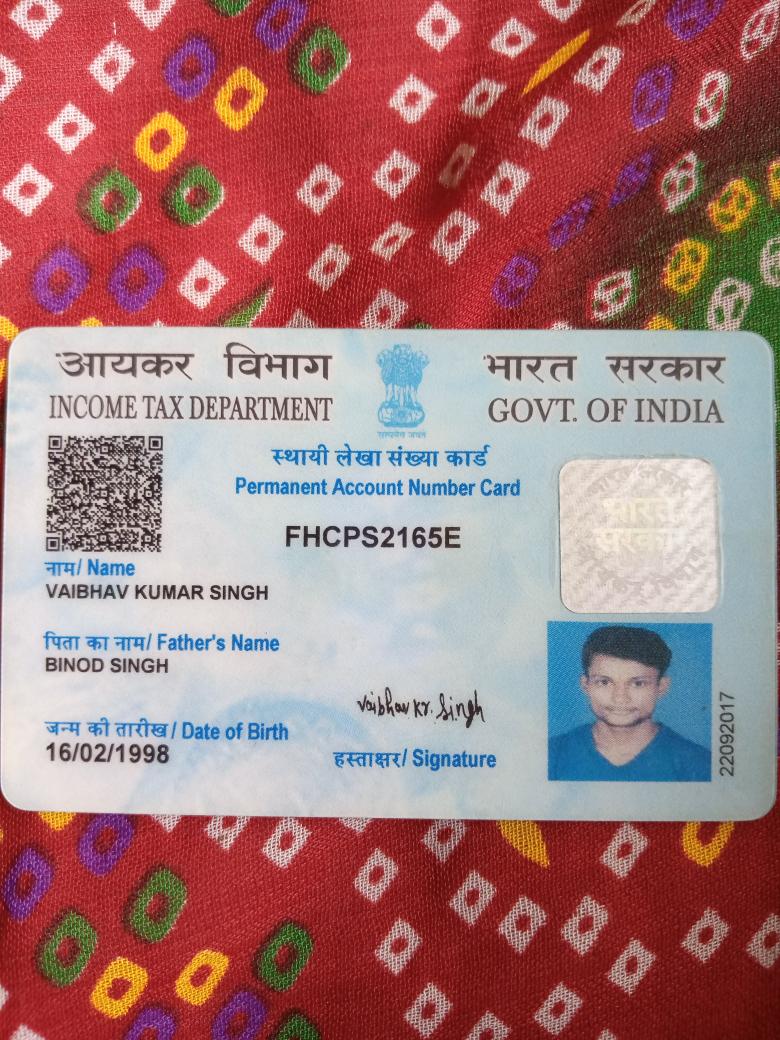 आयकर विभाग
INCOME TAX DEPARTMENT
भारत सरकार
GOVT. OF INDIA
सत्यमेव जयते
स्थायी लेखा संख्या कार्ड
Permanent Account Number Card
FHCPS2165E
भारत
सरकार
नाम/ Name
VAIBHAV KUMAR SINGH
पिता का नाम/ Father's Name
BINOD SINGH
जन्म की तारीख/ Date of Birth
16/02/1998
Vaibhav Kr. Singh
हस्ताक्षर/ Signature
22092017